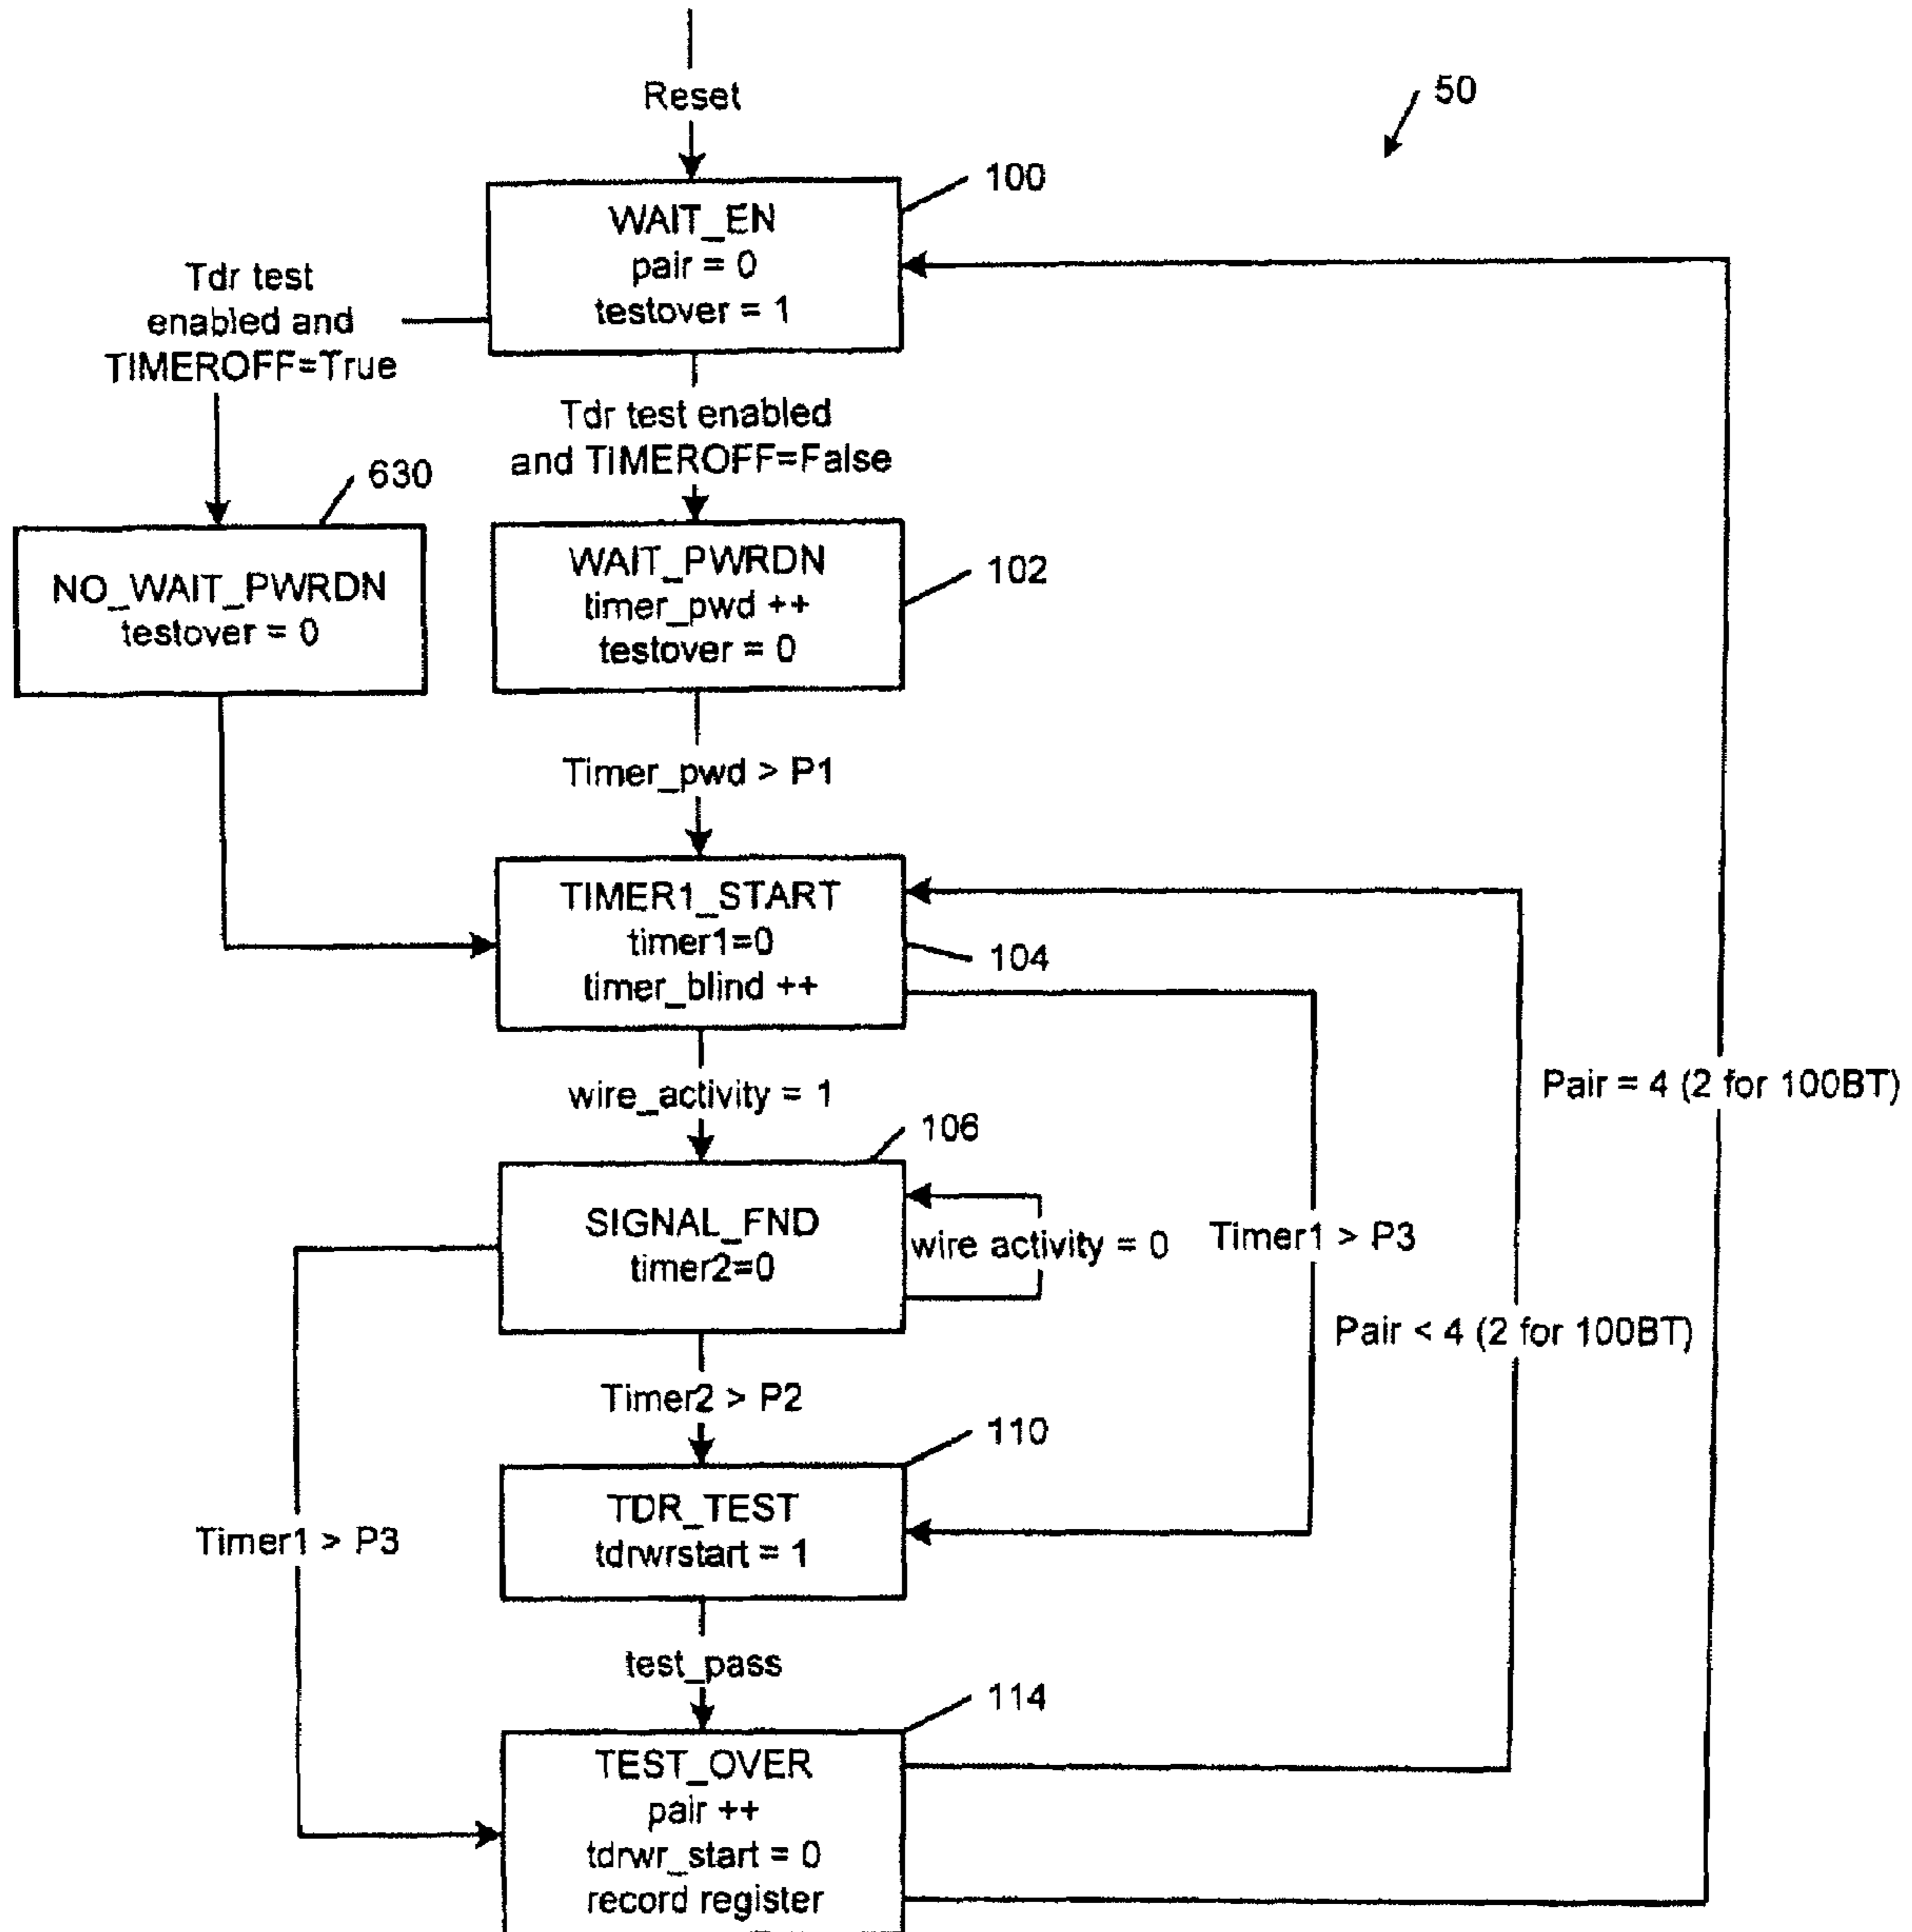 Reset
50
100
WAIT_EN
pair = 0
testover = 1
Tdr test
enabled and
TIMEROFF=True
Tdr test enabled
and TIMEROFF=False
630
NO_WAIT_PWRDN
testover = 0
WAIT_PWRDN
timer_pwd ++
testover = 0
102
Timer_pwd > P1
TIMER1_START
timer1=0
timer_blind ++
104
wire_activity = 1
Pair = 4 (2 for 100BT)
106
SIGNAL_FND
timer2=0
wire activity = 0
Timer1 > P3
Pair < 4 (2 for 100BT)
Timer2 > P2
110
TDR_TEST
tdrwrstart = 1
Timer1 > P3
test_pass
114
TEST_OVER
pair ++
tdrwr_start = 0
record register